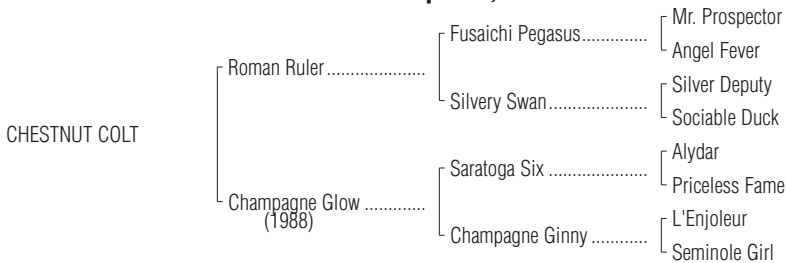 Mr. Prospector
Fusaichi Pegasus..............
Angel Fever
Roman Ruler......................
Silver Deputy
Silvery Swan......................
Sociable Duck
CHESTNUT COLT
Alydar
Saratoga Six ......................
Priceless Fame
Champagne Glow .............
(1988)
L'Enjoleur
Champagne Ginny ............
Seminole Girl